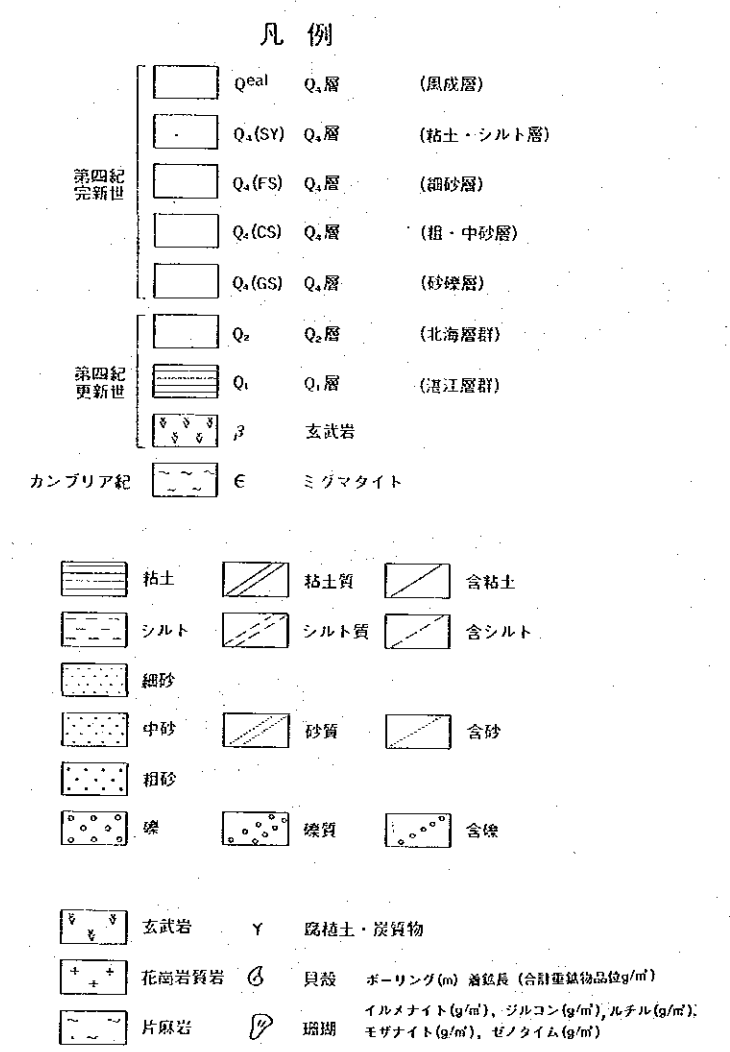 凡例
Qeal Q₄層 (風成層)
Q₄(SY) Q₄層 (粘土・シルト層)
第四紀
完新世
Q₄(FS) Q₄層 (細砂層)
Q₄(CS) Q₄層 (粗・中砂層)
Q₄(GS) Q₄層 (砂礫層)
Q₂ Q₂層 (北海層群)
第四紀
更新世
Q₁ Q₁層 (湛江層群)
β 玄武岩
カンブリア紀 ϵ ミグマタイト
粘土 粘土質 含粘土
シルト シルト質 含シルト
細砂
中砂 砂質 含砂
粗砂
礫 礫質 含礫
玄武岩 Y 腐植土・炭質物
花崗岩質岩 貝殻 ボーリング(m) 着鉱長 (合計重鉱物品位g/㎥)
片麻岩 珊瑚 イルメナイト(g/㎥), ジルコン(g/㎥), ルチル(g/㎥),
モザナイト(g/㎥), ゼノタイム(g/㎥)